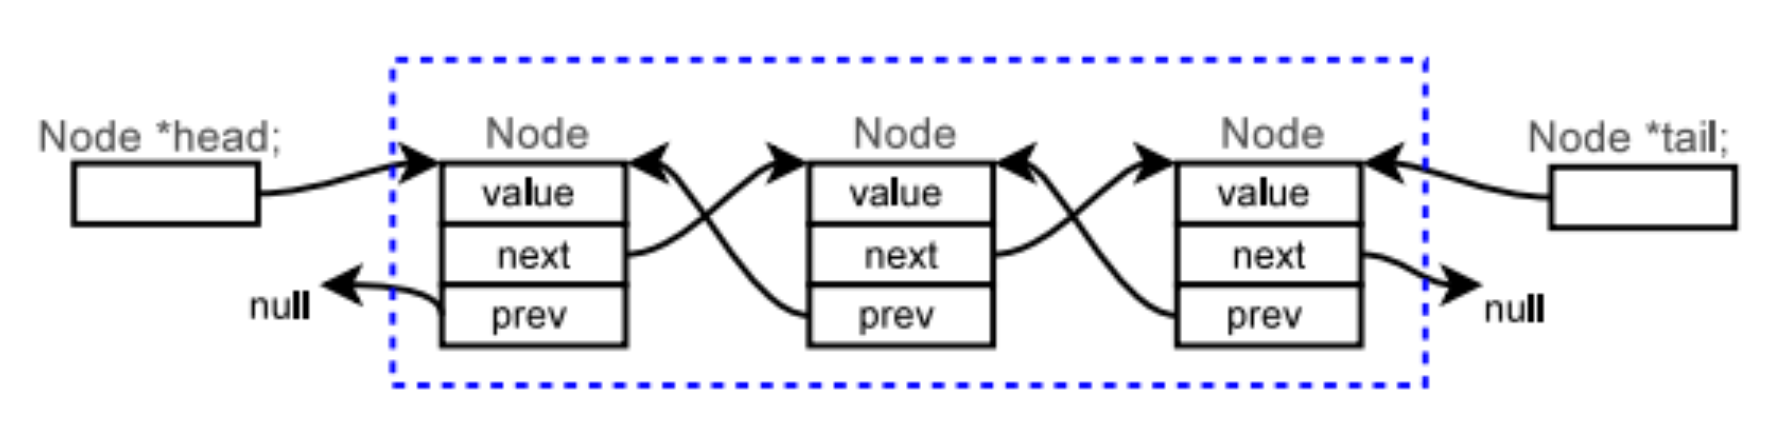 Node *head;
null
Node
value
next
prev
Node
value
next
prev
Node
value
next
prev
Node *tail;
null